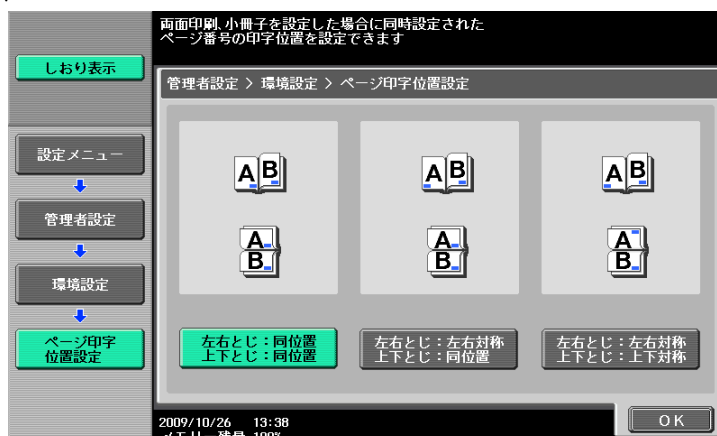 両面印刷、小冊子を設定した場合に同時設定された
ページ番号の印字位置を設定できます
しおり表示
管理者設定 > 環境設定 > ページ印字位置設定
設定メニュー
管理者設定
環境設定
ページ印字
位置設定
A B
A B
A B
A
B
A
B
A
B
左右とじ：同位置
上下とじ：同位置
左右とじ：左右対称
上下とじ：同位置
左右とじ：左右対称
上下とじ：上下対称
2009/10/26 13:38
メモリー残量 100%
OK